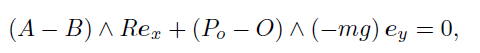 (A − B) ∧ Re_x + (P_o − O) ∧ (−mg) e_y = 0,